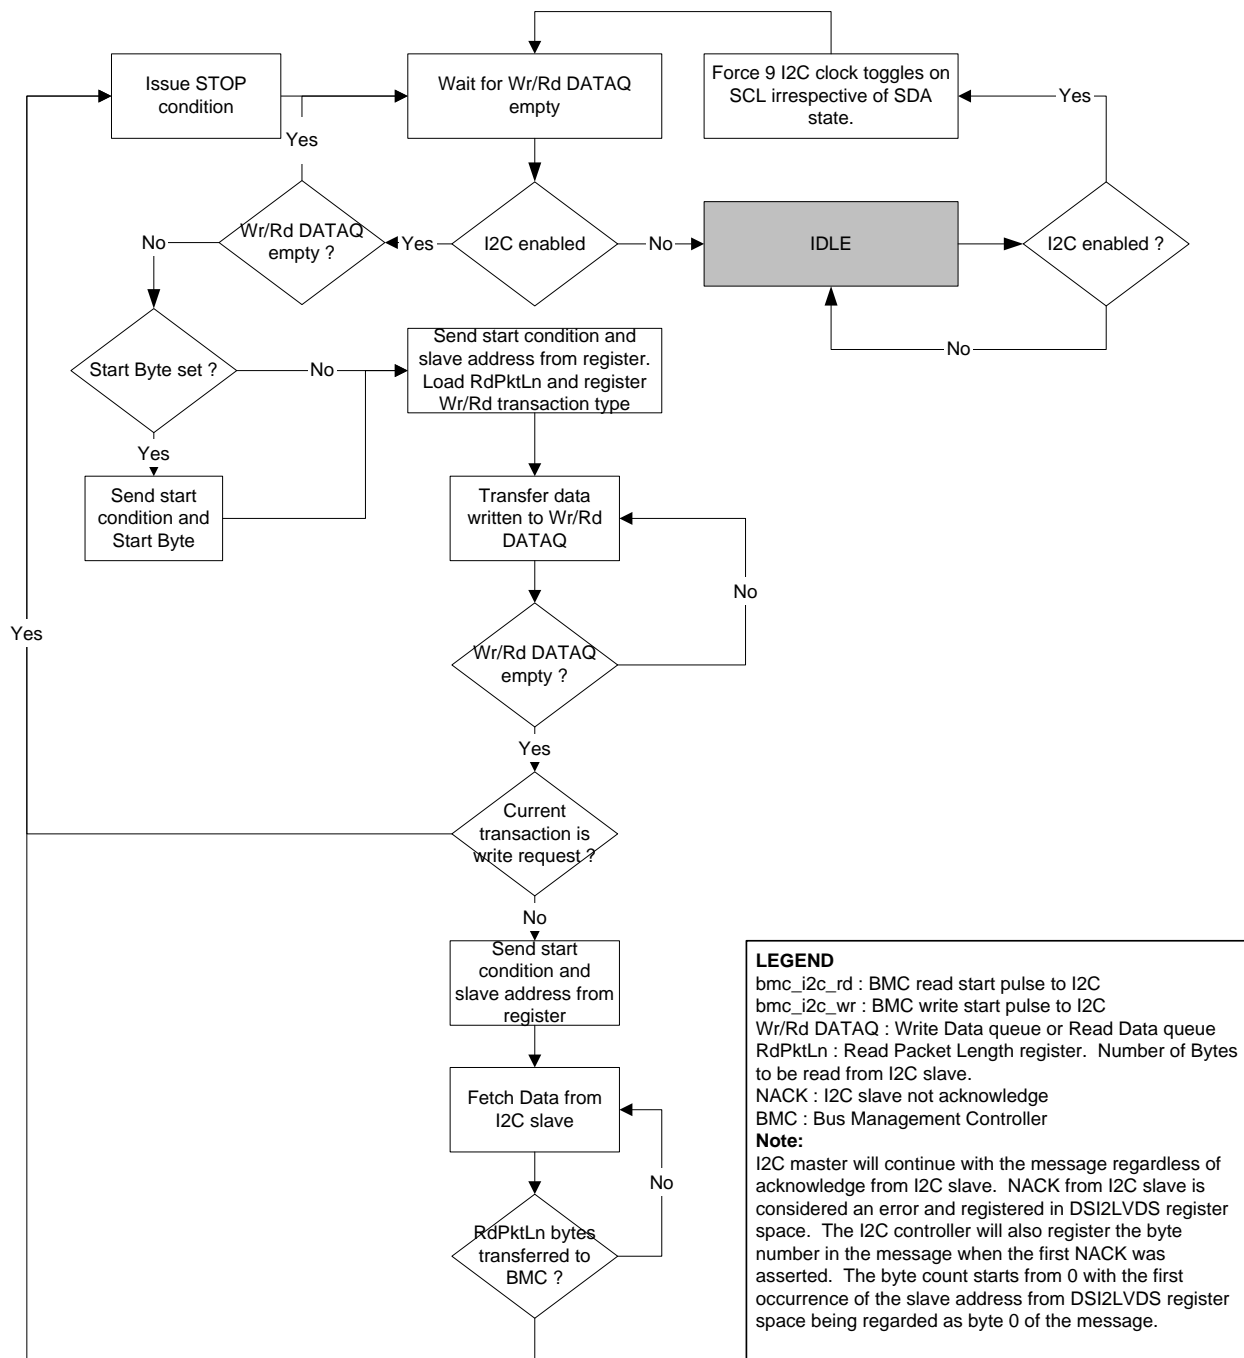 Issue STOP
condition
Wait for Wr/Rd DATAQ
empty
Force 9 I2C clock toggles on
SCL irrespective of SDA
state.
Yes
Yes
Wr/Rd DATAQ
empty ?
No
Yes
I2C enabled
No
IDLE
I2C enabled ?
No
Start Byte set ?
No
Send start condition and
slave address from register.
Load RdPktLn and register
Wr/Rd transaction type
Yes
Send start
condition and
Start Byte
Transfer data
written to Wr/Rd
DATAQ
No
Yes
Wr/Rd DATAQ
empty ?
Yes
Current
transaction is
write request ?
No
Send start
condition and
slave address from
register
Fetch Data from
I2C slave
No
RdPktLn bytes
transferred to
BMC ?
LEGEND
bmc_i2c_rd : BMC read start pulse to I2C
bmc_i2c_wr : BMC write start pulse to I2C
Wr/Rd DATAQ : Write Data queue or Read Data queue
RdPktLn : Read Packet Length register.  Number of Bytes
to be read from I2C slave.
NACK : I2C slave not acknowledge
BMC : Bus Management Controller
Note:
I2C master will continue with the message regardless of
acknowledge from I2C slave.  NACK from I2C slave is
considered an error and registered in DSI2LVDS register
space.  The I2C controller will also register the byte
number in the message when the first NACK was
asserted.  The byte count starts from 0 with the first
occurrence of the slave address from DSI2LVDS register
space being regarded as byte 0 of the message.